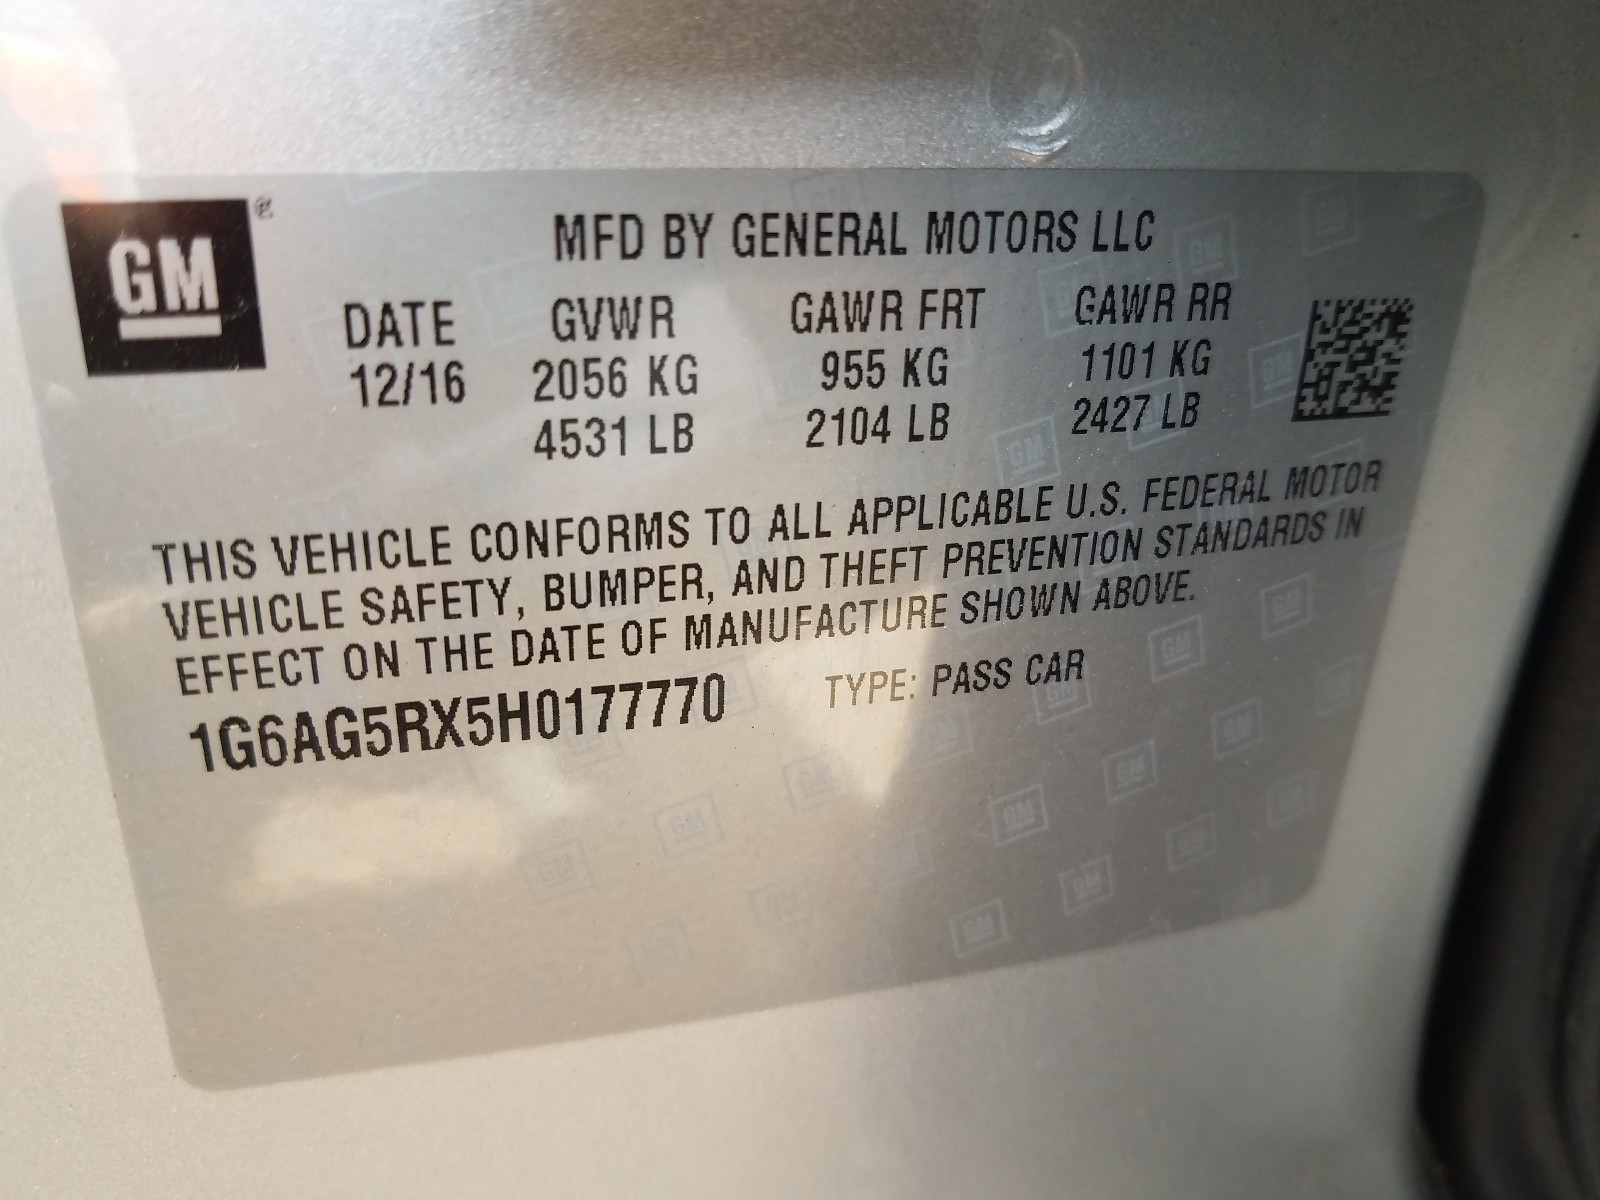 GM ®
MFD BY GENERAL MOTORS LLC
DATE GVWR GAWR FRT GAWR RR
12/16 2056 KG 955 KG 1101 KG
4531 LB 2104 LB 2427 LB
THIS VEHICLE CONFORMS TO ALL APPLICABLE U.S. FEDERAL MOTOR
VEHICLE SAFETY, BUMPER, AND THEFT PREVENTION STANDARDS IN
EFFECT ON THE DATE OF MANUFACTURE SHOWN ABOVE.
1G6AG5RX5H0177770 TYPE: PASS CAR